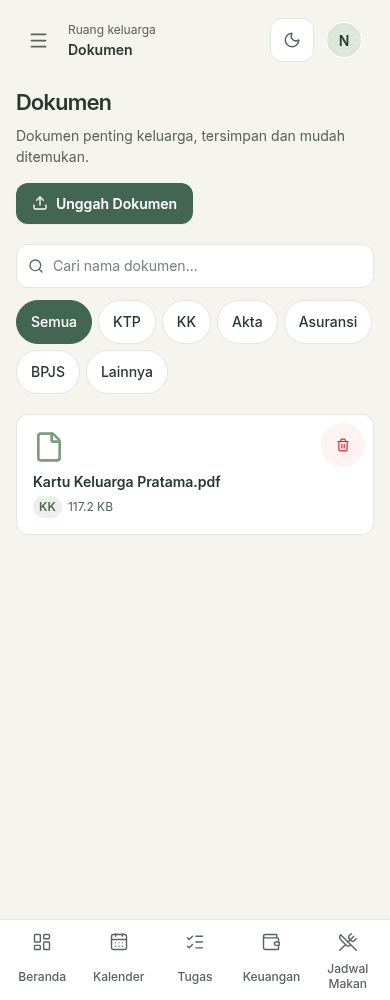 Ruang keluarga
Dokumen
N
Dokumen
Dokumen penting keluarga, tersimpan dan mudah
ditemukan.
Unggah Dokumen
Cari nama dokumen...
Semua
KTP
KK
Akta
Asuransi
BPJS
Lainnya
Kartu Keluarga Pratama.pdf
KK 117.2 KB
Beranda
Kalender
Tugas
Keuangan
Jadwal
Makan